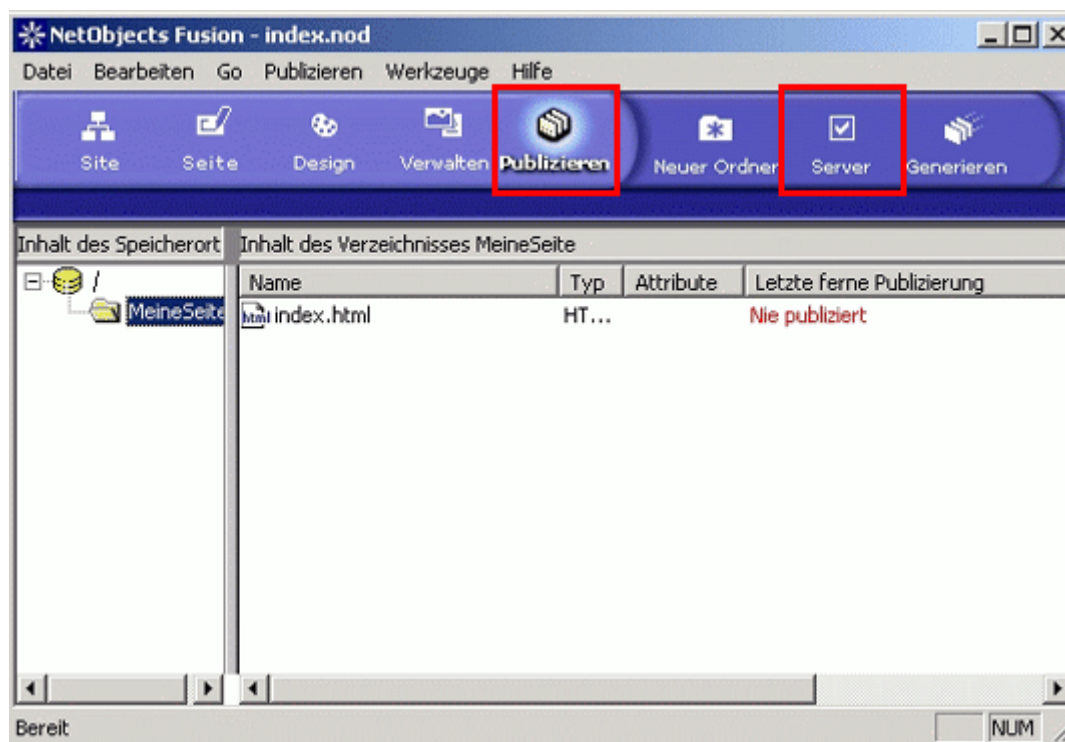 NetObjects Fusion - index.nod
Datei Bearbeiten Go Publizieren Werkzeuge Hilfe
Site Seite Design Verwalten Publizieren Neuer Ordner Server Generieren
Inhalt des Speicherort Inhalt des Verzeichnisses MeineSeite
/ Name Typ Attribute Letzte ferne Publizierung
MeineSeite html index.html HT... Nie publiziert
Bereit NUM